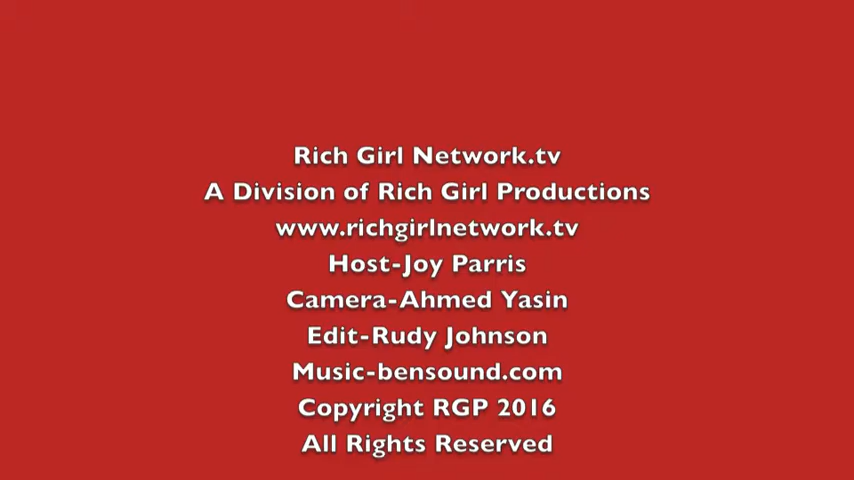 Rich Girl Network.tv
A Division of Rich Girl Productions
www.richgirlnetwork.tv
Host-Joy Parris
Camera-Ahmed Yasin
Edit-Rudy Johnson
Music-bensound.com
Copyright RGP 2016
All Rights Reserved